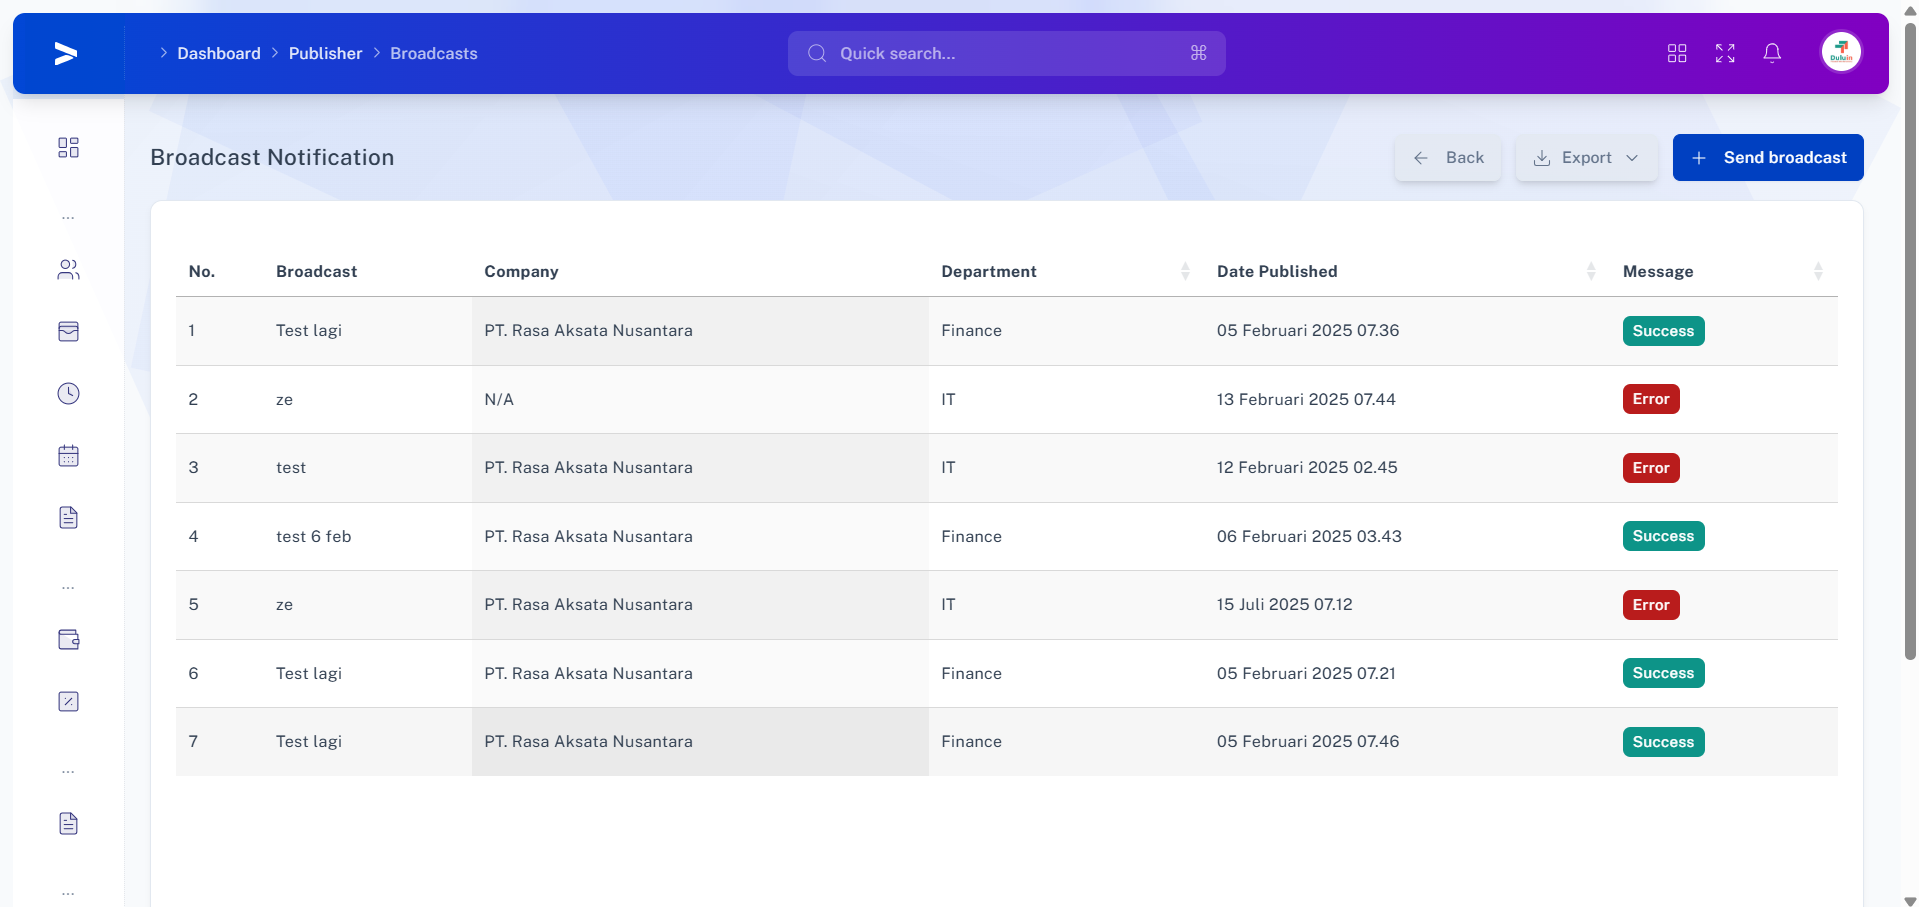 Dashboard > Publisher > Broadcasts
Quick search...
⌘
Duluin
Broadcast Notification
Back
Export
Send broadcast
No. Broadcast Company Department Date Published Message
1 Test lagi PT. Rasa Aksata Nusantara Finance 05 Februari 2025 07.36 Success
2 ze N/A IT 13 Februari 2025 07.44 Error
3 test PT. Rasa Aksata Nusantara IT 12 Februari 2025 02.45 Error
4 test 6 feb PT. Rasa Aksata Nusantara Finance 06 Februari 2025 03.43 Success
5 ze PT. Rasa Aksata Nusantara IT 15 Juli 2025 07.12 Error
6 Test lagi PT. Rasa Aksata Nusantara Finance 05 Februari 2025 07.21 Success
7 Test lagi PT. Rasa Aksata Nusantara Finance 05 Februari 2025 07.46 Success